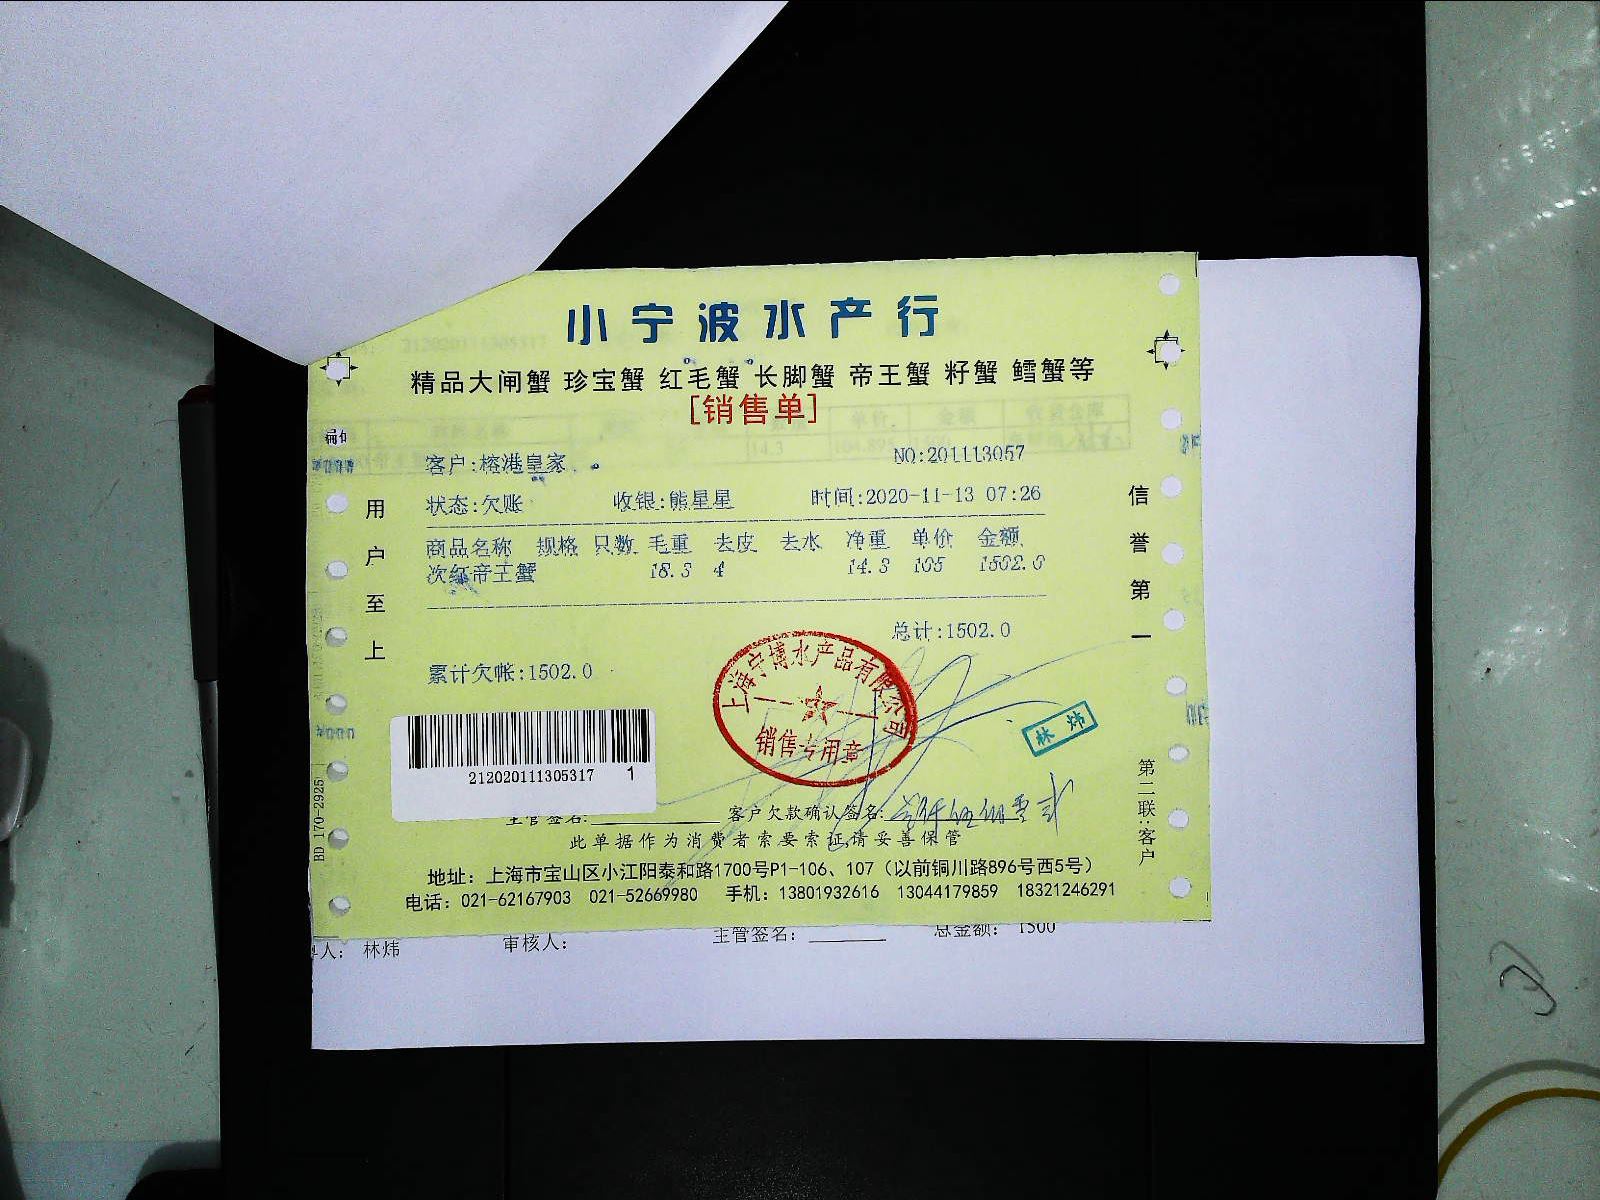 小宁波水产行
精品大闸蟹 珍宝蟹 红毛蟹 长脚蟹 帝王蟹 籽蟹 鳕蟹等
[销售单]
客户:榕港皇家
NO:201113057
状态:欠账 收银:熊星星 时间:2020-11-13 07:26
商品名称 规格 只数 毛重 去皮 去水 净重 单价 金额
次红帝王蟹 18.3 4 14.3 105 1502.0
总计:1502.0
累计欠帐:1502.0
用户至上
信誉第一
上海宁博水产品有限公司
销售专用章
林炜
212020111305317 1
主管签名:
客户欠款确认签名:
此单据作为消费者索要索证,请妥善保管
地址：上海市宝山区小江阳泰和路1700号P1-106、107（以前铜川路896号西5号）
电话：021-62167903 021-52669980 手机：13801932616 13044179859 18321246291
第二联:客户
BD 170-2925
人： 林炜 审核人： 主管签名： 总金额： 1500